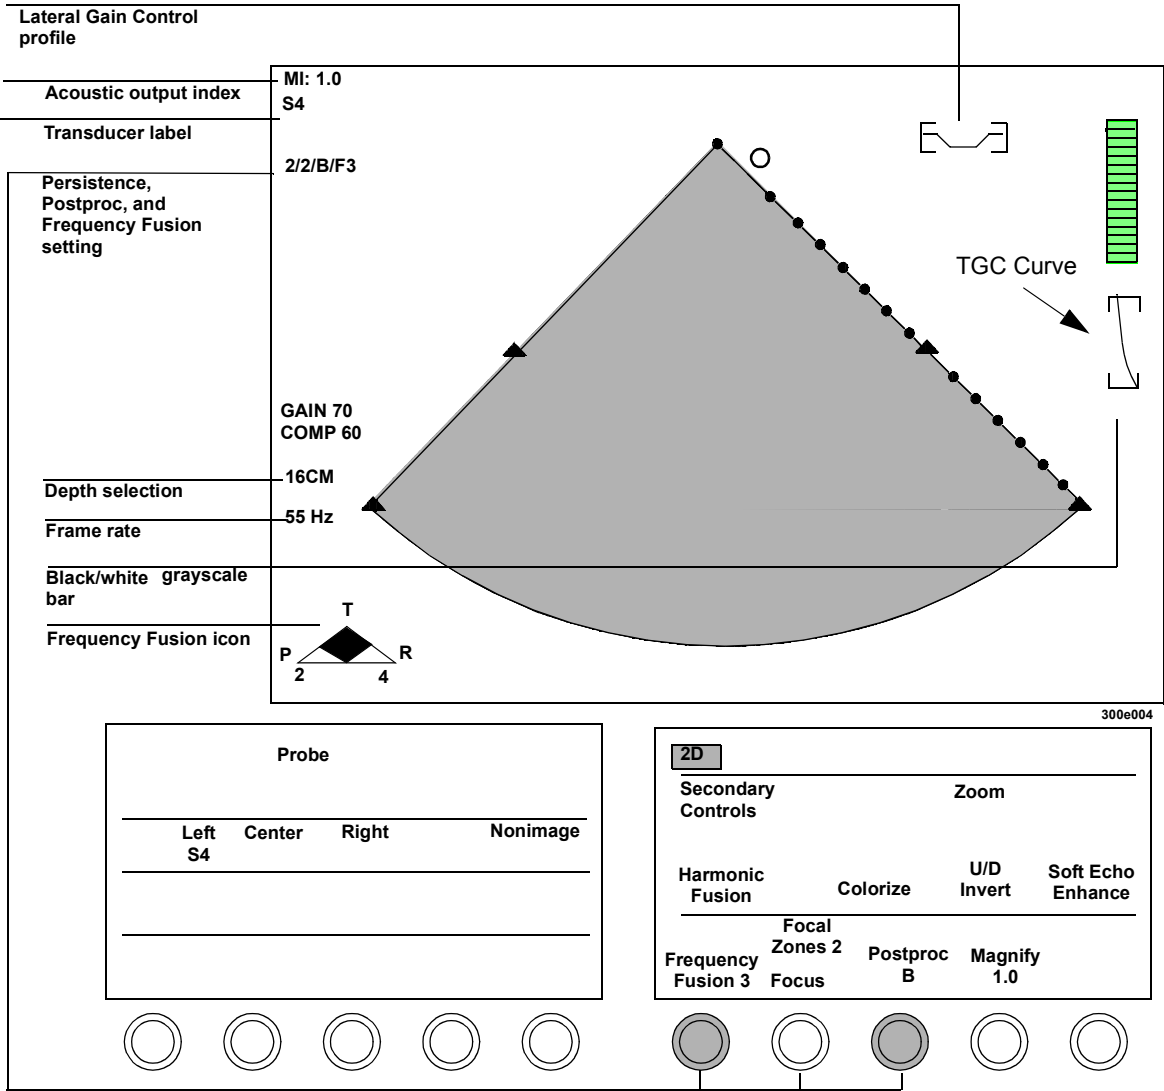 Lateral Gain Control
profile
Acoustic output index
MI: 1.0
S4
Transducer label
2/2/B/F3
Persistence,
Postproc, and
Frequency Fusion
setting
TGC Curve
GAIN 70
COMP 60
16CM
Depth selection
55 Hz
Frame rate
Black/white grayscale
bar
Frequency Fusion icon
T
P
R
2
4
300e004
Probe
Left
S4
Center
Right
Nonimage
2D
Secondary
Controls
Zoom
Harmonic
Fusion
Colorize
U/D
Invert
Soft Echo
Enhance
Frequency
Fusion 3
Focal
Zones 2
Focus
Postproc
B
Magnify
1.0